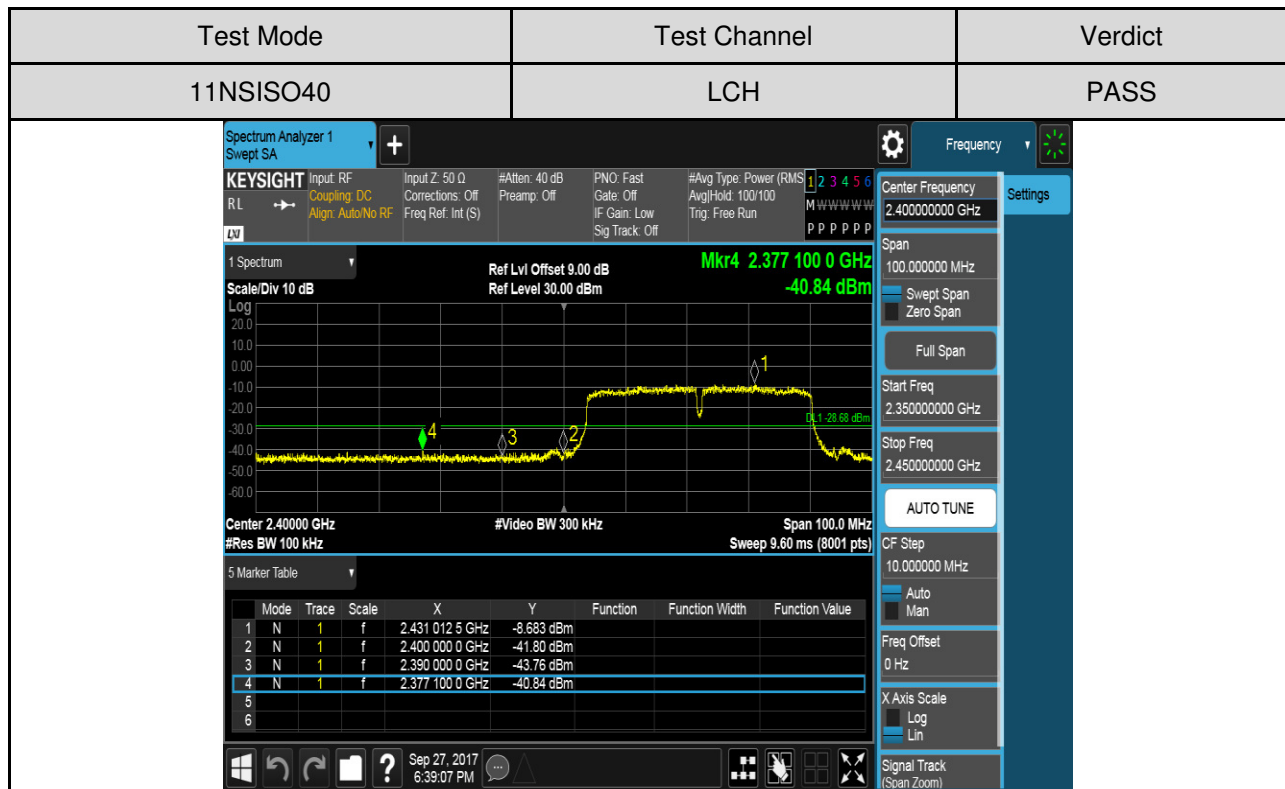 Test Mode Test Channel Verdict
11NSISO40 LCH PASS
Spectrum Analyzer 1
Swept SA
+
Frequency
KEYSIGHT Input: RF Input Z: 50 Ω #Atten: 40 dB PNO: Fast #Avg Type: Power (RMS 1 2 3 4 5 6
RL Coupling: DC Corrections: Off Preamp: Off Gate: Off Avg|Hold: 100/100 M W W W W W
Align: Auto/No RF Freq Ref: Int (S) IF Gain: Low Trig: Free Run
LXI Sig Track: Off P P P P P P
1 Spectrum Ref Lvl Offset 9.00 dB Mkr4 2.377 100 0 GHz
Scale/Div 10 dB Ref Level 30.00 dBm -40.84 dBm
Log
20.0
10.0
0.00
-10.0
-20.0
-30.0
-40.0
-50.0
-60.0
1
DL1 -28.68 dBm
4 3 2
Center 2.40000 GHz #Video BW 300 kHz Span 100.0 MHz
#Res BW 100 kHz Sweep 9.60 ms (8001 pts)
5 Marker Table
Mode Trace Scale X Y Function Function Width Function Value
1 N 1 f 2.431 012 5 GHz -8.683 dBm
2 N 1 f 2.400 000 0 GHz -41.80 dBm
3 N 1 f 2.390 000 0 GHz -43.76 dBm
4 N 1 f 2.377 100 0 GHz -40.84 dBm
5
6
? Sep 27, 2017
6:39:07 PM
Center Frequency
2.400000000 GHz
Settings
Span
100.000000 MHz
Swept Span
Zero Span
Full Span
Start Freq
2.350000000 GHz
Stop Freq
2.450000000 GHz
AUTO TUNE
CF Step
10.000000 MHz
Auto
Man
Freq Offset
0 Hz
X Axis Scale
Log
Lin
Signal Track
(Span Zoom)